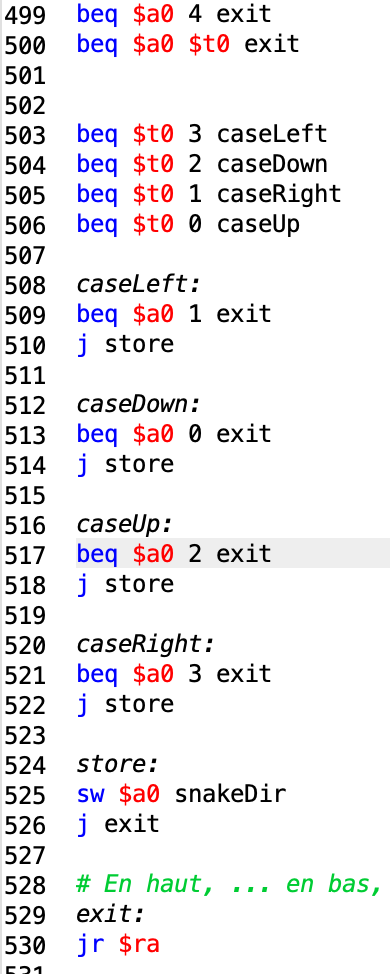 499 beq $a0 4 exit
500 beq $a0 $t0 exit
501
502
503 beq $t0 3 caseLeft
504 beq $t0 2 caseDown
505 beq $t0 1 caseRight
506 beq $t0 0 caseUp
507
508 caseLeft:
509 beq $a0 1 exit
510 j store
511
512 caseDown:
513 beq $a0 0 exit
514 j store
515
516 caseUp:
517 beq $a0 2 exit
518 j store
519
520 caseRight:
521 beq $a0 3 exit
522 j store
523
524 store:
525 sw $a0 snakeDir
526 j exit
527
528 # En haut, ... en bas,
529 exit:
530 jr $ra
531